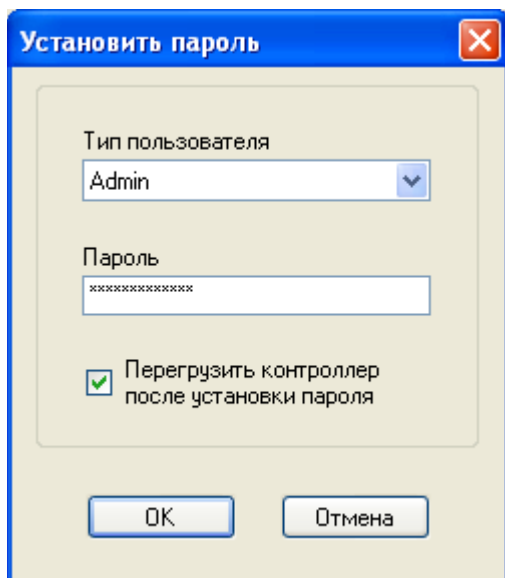 Установить пароль
Тип пользователя
Admin
Пароль
*************
Перегрузить контроллер
после установки пароля
OK
Отмена